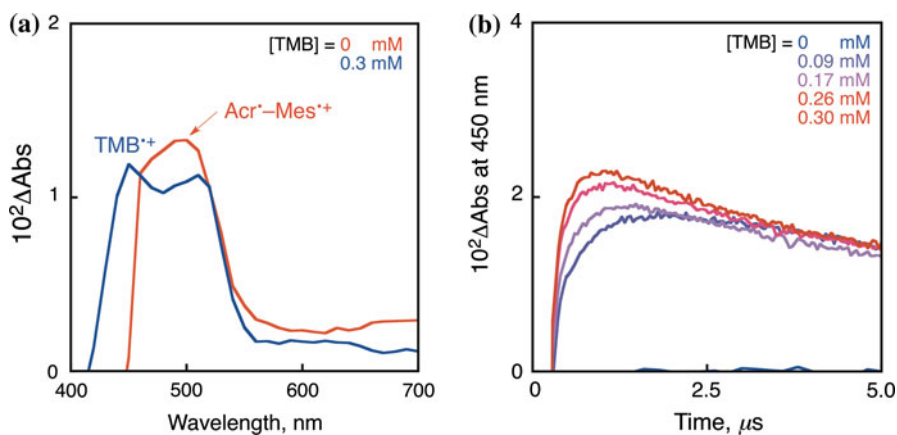 (a)
2
[TMB] = 0 mM
0.3 mM
Acr•–Mes•+
TMB•+
10²ΔAbs
1
0
400 500 600 700
Wavelength, nm
(b)
4
[TMB] = 0 mM
0.09 mM
0.17 mM
0.26 mM
0.30 mM
10²ΔAbs at 450 nm
2
0
0 2.5 5.0
Time, μs